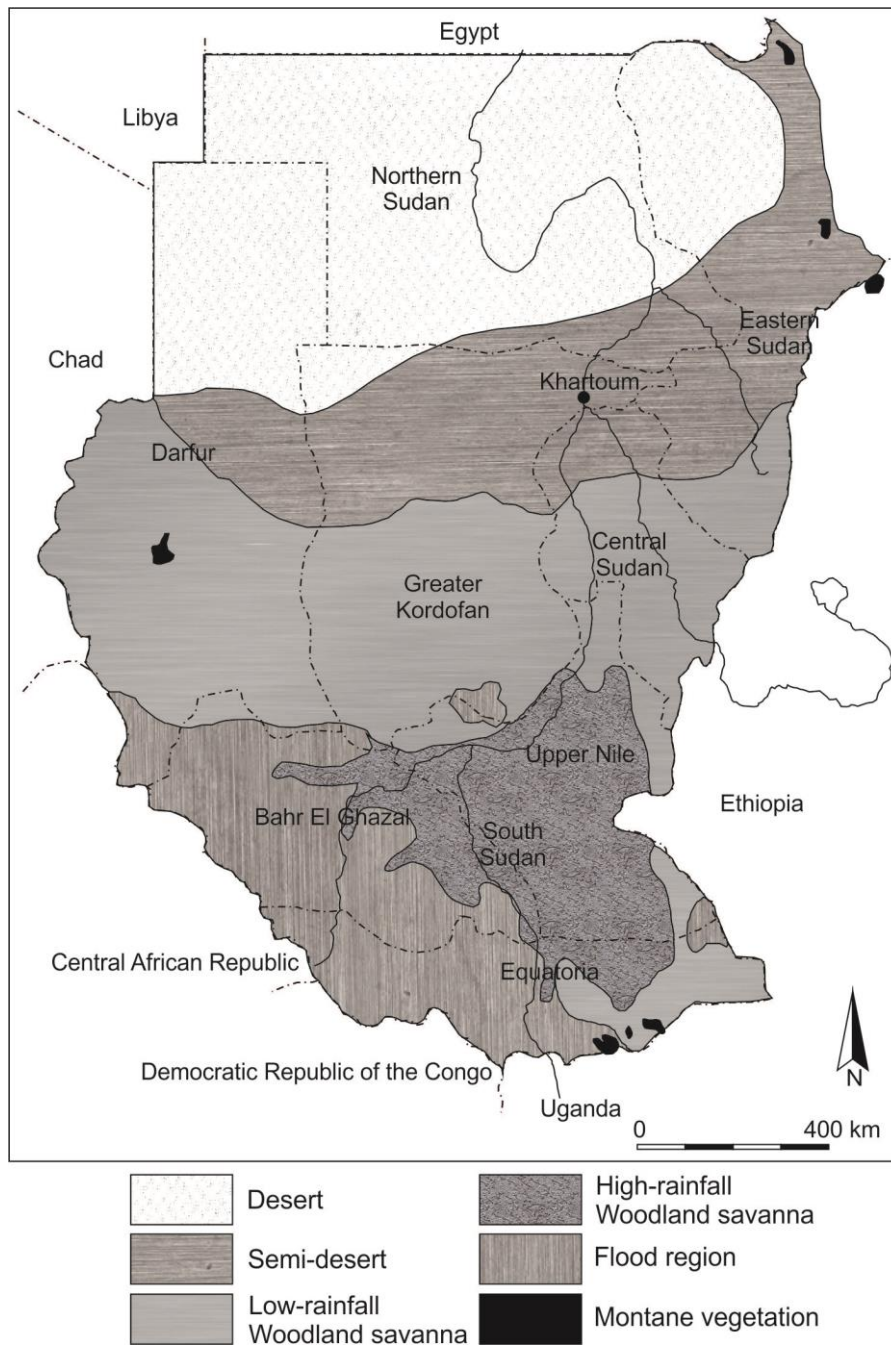 Egypt
Libya
Northern
Sudan
Eastern
Sudan
Chad
Khartoum
Darfur
Central
Sudan
Greater
Kordofan
Upper Nile
Ethiopia
Bahr El Ghazal
South
Sudan
Central African Republic
Equatoria
Democratic Republic of the Congo
N
Uganda
0 400 km
Desert
High-rainfall
Woodland savanna
Semi-desert
Flood region
Low-rainfall
Woodland savanna
Montane vegetation